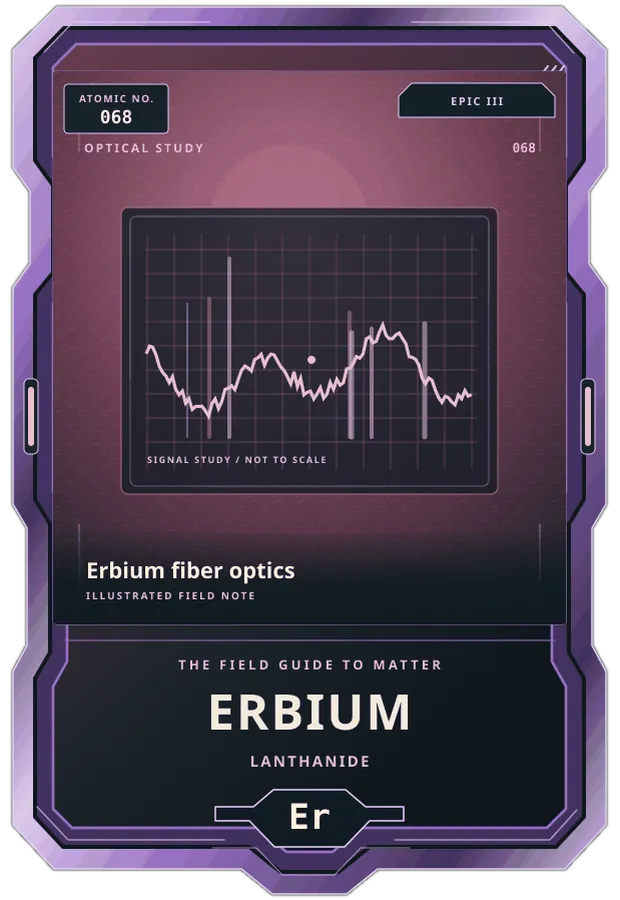 ATOMIC NO.
068
EPIC III
OPTICAL STUDY
068
SIGNAL STUDY / NOT TO SCALE
Erbium fiber optics
ILLUSTRATED FIELD NOTE
THE FIELD GUIDE TO MATTER
ERBIUM
LANTHANIDE
Er